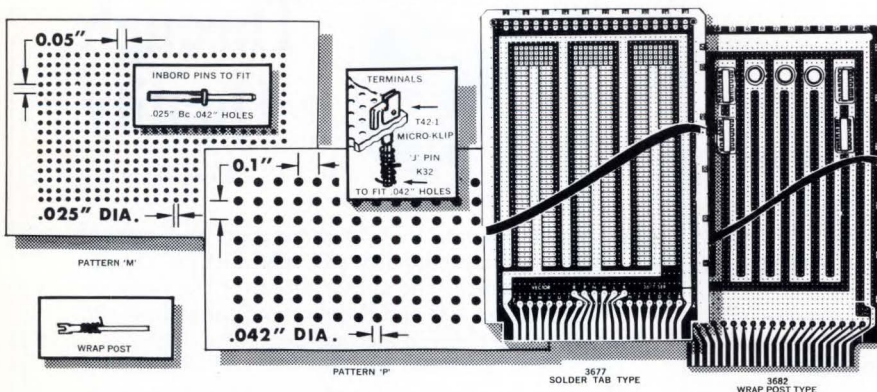 0.05"
INBORD PINS TO FIT
.025" Bc .042" HOLES
.025" DIA.
PATTERN 'M'
WRAP POST
TERMINALS
T42-1
MICRO-KLIP
'J' PIN
K32
TO FIT .042" HOLES
0.1"
.042" DIA.
PATTERN 'P'
3677
SOLDER TAB TYPE
3682
WRAP POST TYPE